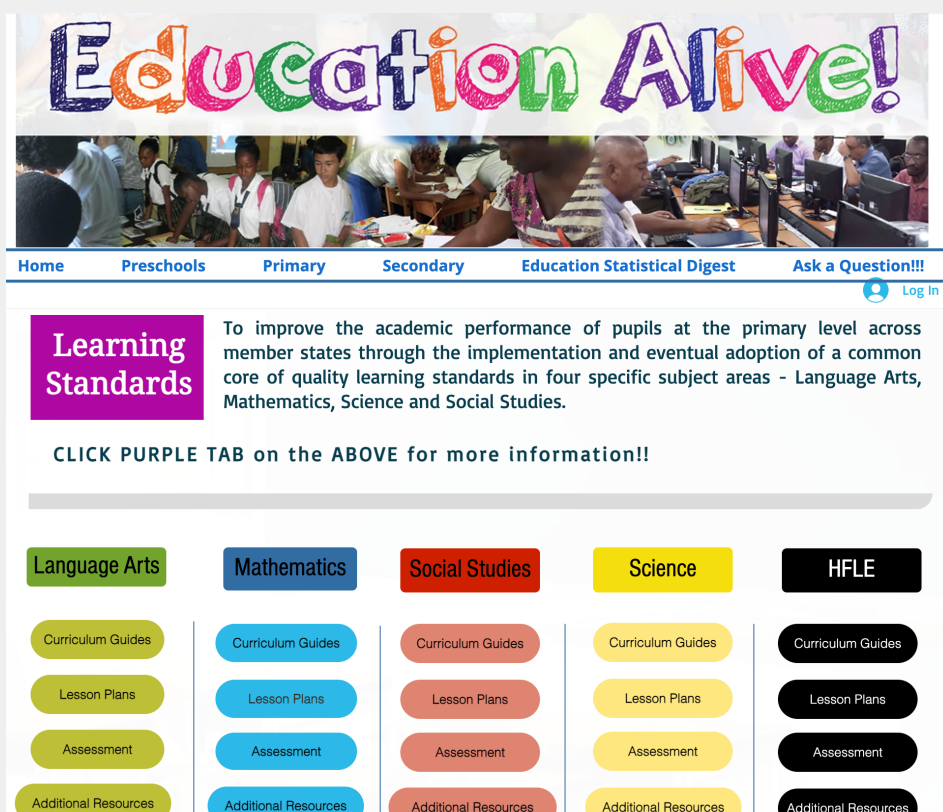 Education Alive!
Home Preschools Primary Secondary Education Statistical Digest Ask a Question!!!
Log In
Learning
Standards
To improve the academic performance of pupils at the primary level across
member states through the implementation and eventual adoption of a common
core of quality learning standards in four specific subject areas - Language Arts,
Mathematics, Science and Social Studies.
CLICK PURPLE TAB on the ABOVE for more information!!
Language Arts Mathematics Social Studies Science HFLE
Curriculum Guides Curriculum Guides Curriculum Guides Curriculum Guides Curriculum Guides
Lesson Plans Lesson Plans Lesson Plans Lesson Plans Lesson Plans
Assessment Assessment Assessment Assessment Assessment
Additional Resources Additional Resources Additional Resources Additional Resources Additional Resources